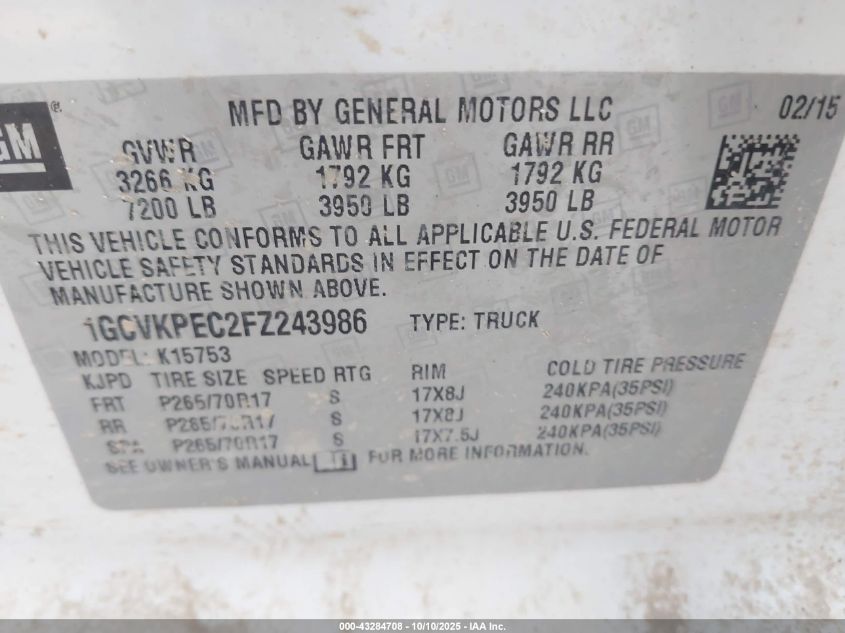 GM ®
MFD BY GENERAL MOTORS LLC 02/15
GVWR GAWR FRT GAWR RR
3266 KG 1792 KG 1792 KG
7200 LB 3950 LB 3950 LB
THIS VEHICLE CONFORMS TO ALL APPLICABLE U.S. FEDERAL MOTOR
VEHICLE SAFETY STANDARDS IN EFFECT ON THE DATE OF
MANUFACTURE SHOWN ABOVE.
1GCVKPEC2FZ243986 TYPE: TRUCK
MODEL: K15753
KJPD TIRE SIZE SPEED RTG RIM COLD TIRE PRESSURE
FRT P265/70R17 S 17X8J 240KPA(35PSI)
RR P265/70R17 S 17X8J 240KPA(35PSI)
SPA P265/70R17 S 17X7.5J 240KPA(35PSI)
SEE OWNER'S MANUAL FOR MORE INFORMATION.
000-43284708 - 10/10/2025 - IAA Inc.